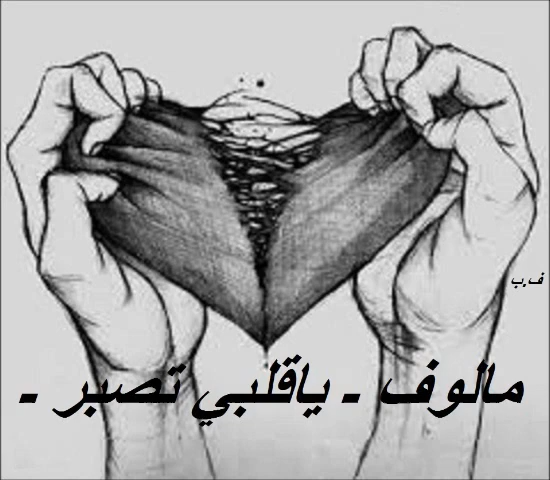 ف.ب
مالوف - ياقلبي تصبر -